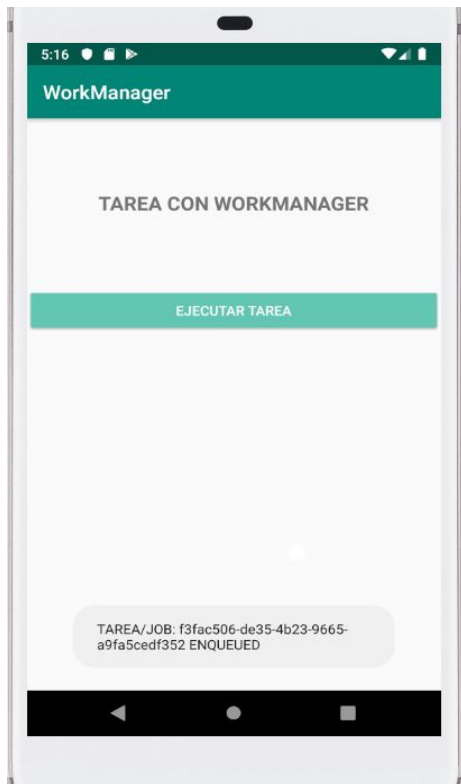 5:16
WorkManager
TAREA CON WORKMANAGER
EJECUTAR TAREA
TAREA/JOB: f3fac506-de35-4b23-9665-
a9fa5cedf352 ENQUEUED